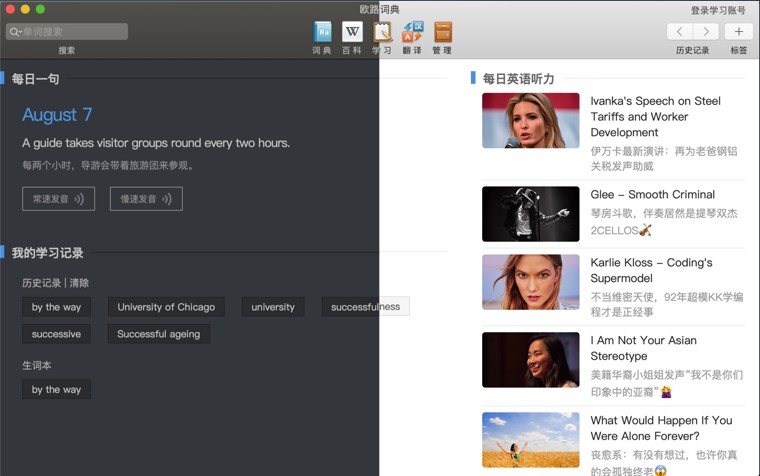 欧路词典
登录学习账号
单词搜索
搜索
词典
百科
学习
翻译
管理
历史记录
标签
每日一句
August 7
A guide takes visitor groups round every two hours.
每两个小时，导游会带着旅游团来参观。
常速发音
慢速发音
我的学习记录
历史记录 | 清除
by the way
University of Chicago
university
successfulness
successive
Successful ageing
生词本
by the way
每日英语听力
Ivanka's Speech on Steel
Tariffs and Worker
Development
伊万卡最新演讲：再为老爸钢铝
关税发声助威
Glee - Smooth Criminal
琴房斗歌，伴奏居然是提琴双杰
2CELLOS🎻
Karlie Kloss - Coding's
Supermodel
不当维密天使，92年超模KK学编
程才是正经事
I Am Not Your Asian
Stereotype
美籍华裔小姐姐发声“我不是你们
印象中的亚裔”🙅‍♀️
What Would Happen If You
Were Alone Forever?
丧愈系：有没有想过，也许你真
的会孤独终老😱